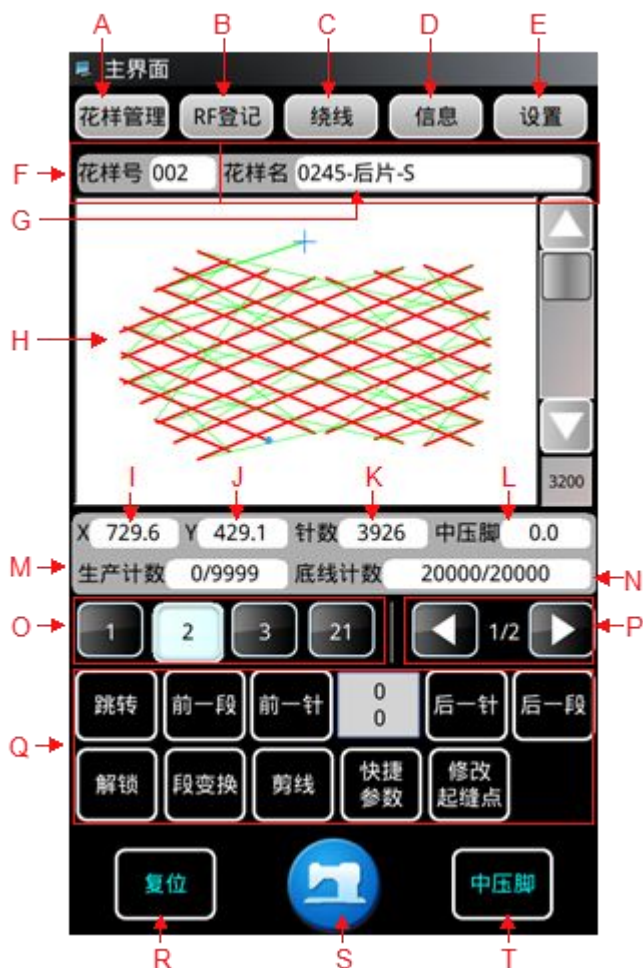 A B C D E
主界面
花样管理 RF登记 绕线 信息 设置
F 花样号 002 花样名 0245-后片-S
G
H
3200
I J K L
X 729.6 Y 429.1 针数 3926 中压脚 0.0
M 生产计数 0/9999 底线计数 20000/20000 N
O 1 2 3 21 1/2 P
跳转 前一段 前一针 0 后一针 后一段
0
Q
解锁 段变换 剪线 快捷 修改
参数 起缝点
复位 中压脚
R S T